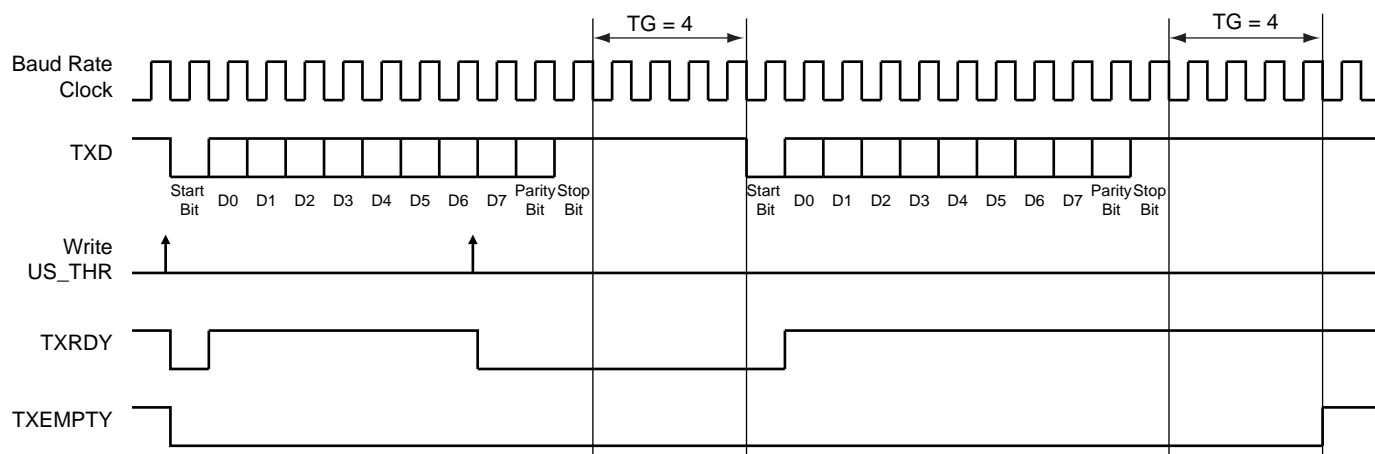 TG = 4
TG = 4
Baud Rate
Clock
TXD
Start
Bit
D0
D1
D2
D3
D4
D5
D6
D7
Parity
Bit
Stop
Bit
Start
Bit
D0
D1
D2
D3
D4
D5
D6
D7
Parity
Bit
Stop
Bit
Write
US_THR
TXRDY
TXEMPTY